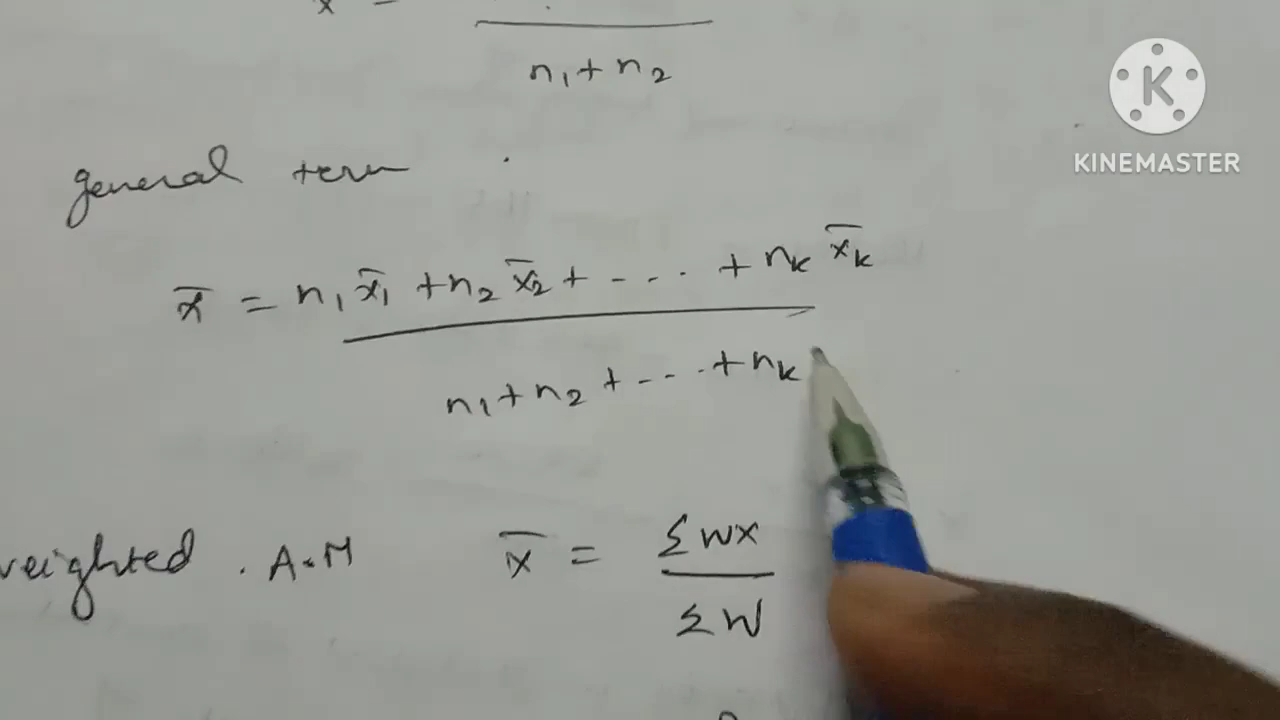 x̄ =
n₁ + n₂
general term
x̄ = n₁x̄₁ + n₂x̄₂ + - - . . . + nₖx̄ₖ
n₁ + n₂ + - - . . + nₖ
weighted . A.M x̄ = ΣWX
ΣW
KINEMASTER